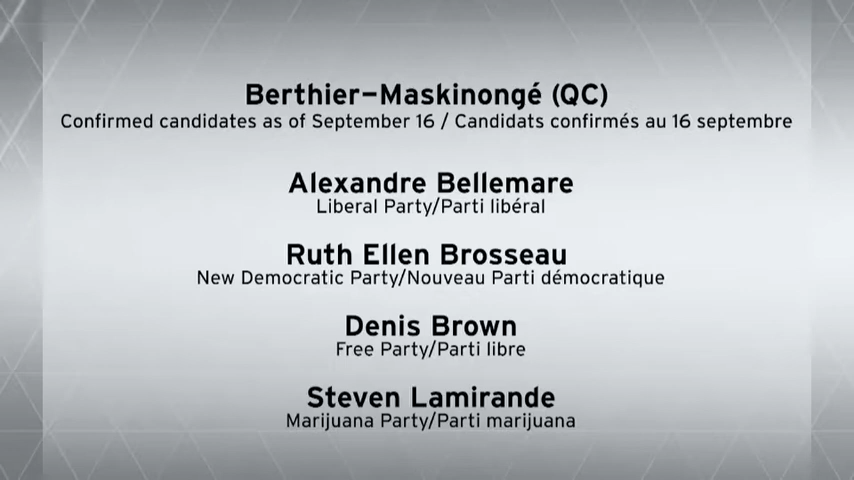 Berthier–Maskinongé (QC)
Confirmed candidates as of September 16 / Candidats confirmés au 16 septembre
Alexandre Bellemare
Liberal Party/Parti libéral
Ruth Ellen Brosseau
New Democratic Party/Nouveau Parti démocratique
Denis Brown
Free Party/Parti libre
Steven Lamirande
Marijuana Party/Parti marijuana